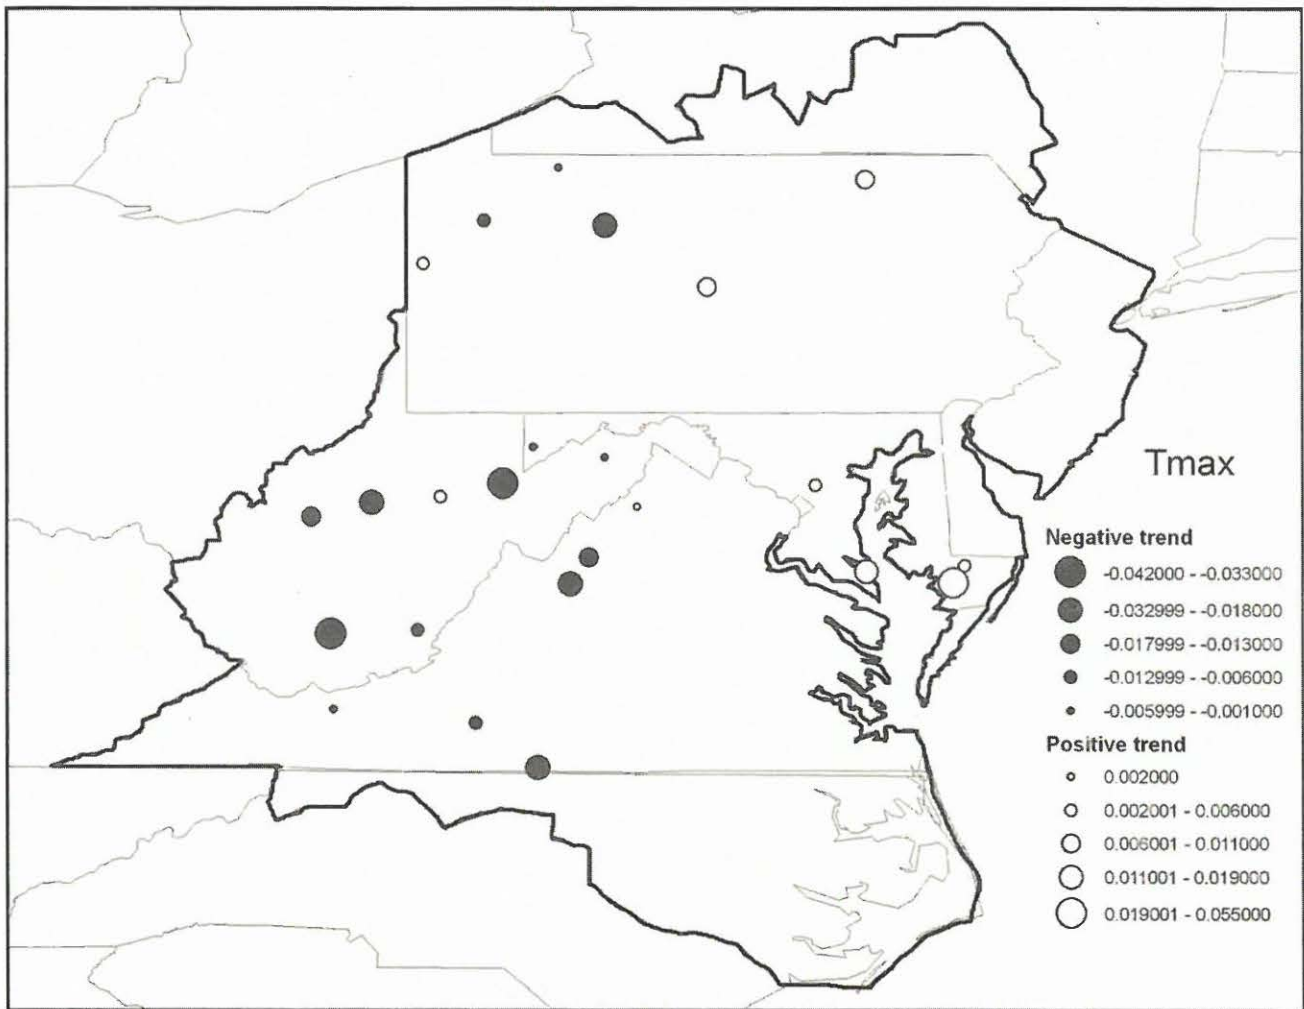 Tmax
Negative trend
-0.042000 - -0.033000
-0.032999 - -0.018000
-0.017999 - -0.013000
-0.012999 - -0.006000
-0.005999 - -0.001000
Positive trend
0.002000
0.002001 - 0.006000
0.006001 - 0.011000
0.011001 - 0.019000
0.019001 - 0.055000